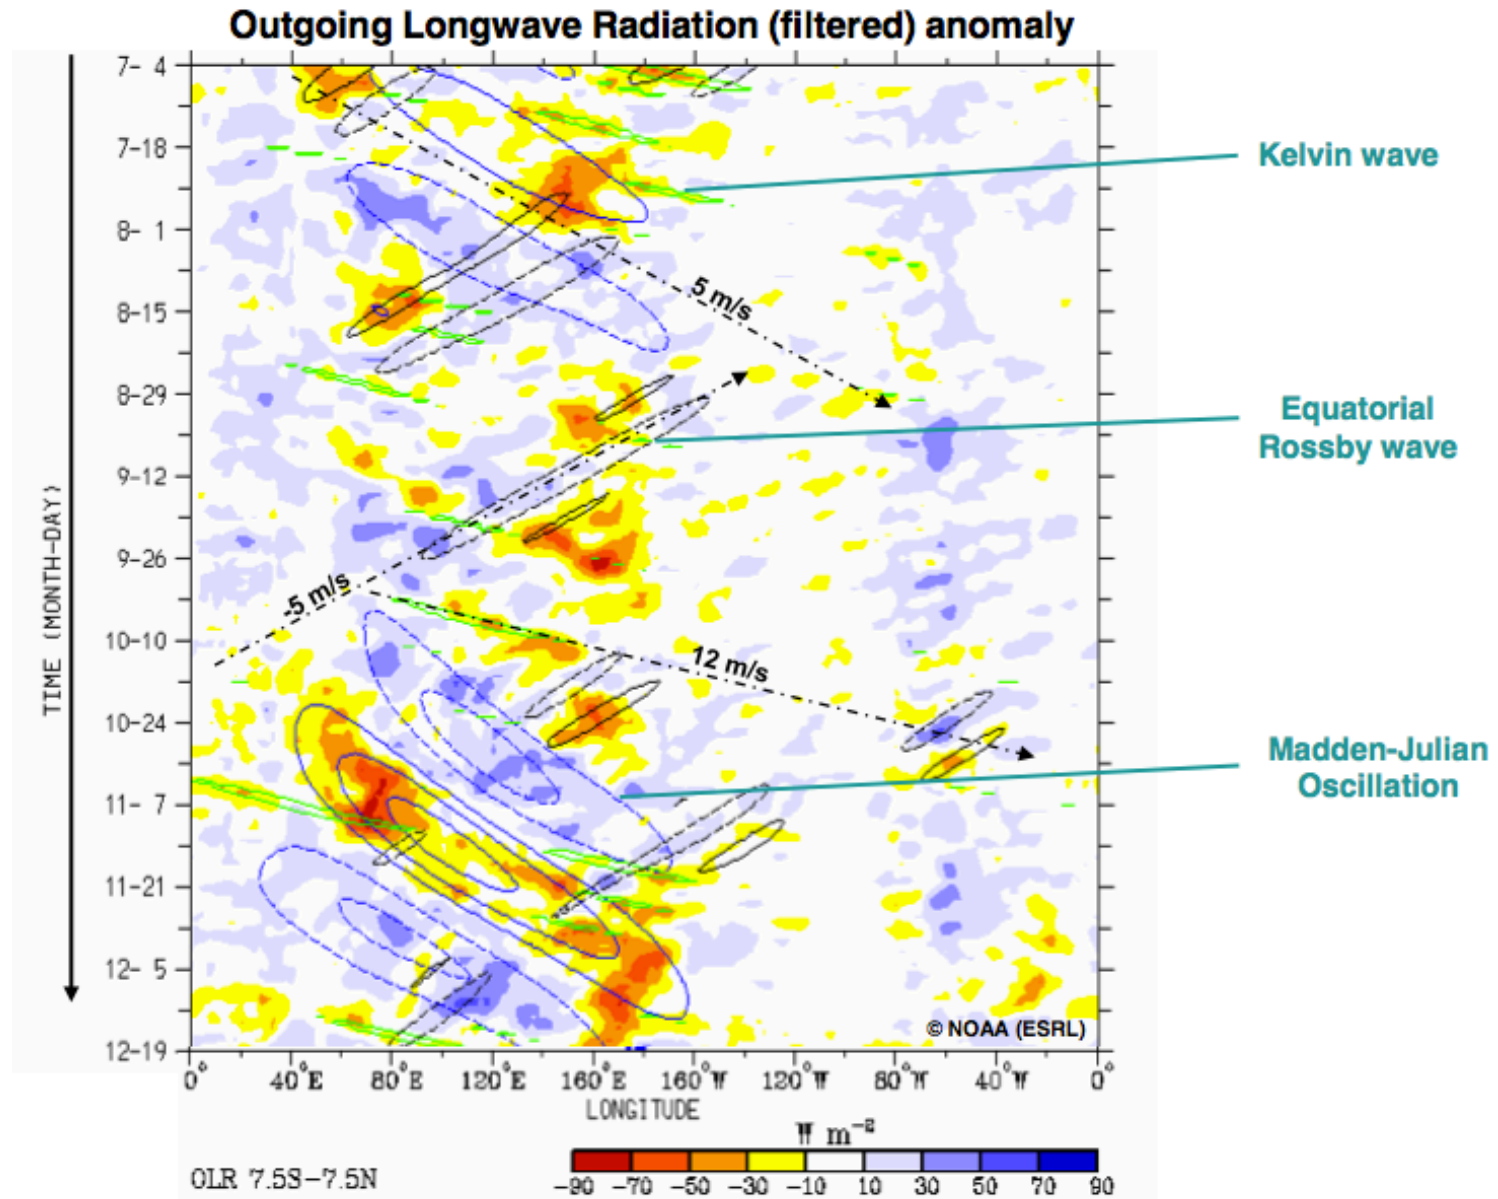 Outgoing Longwave Radiation (filtered) anomaly
7- 4
7-18
8- 1
8-15
8-29
9-12
9-26
10-10
10-24
11- 7
11-21
12- 5
12-19
TIME (MONTH-DAY)
Kelvin wave
5 m/s
Equatorial
Rossby wave
-5 m/s
12 m/s
Madden-Julian
Oscillation
© NOAA (ESRL)
0° 40°E 80°E 120°E 160°E 160°W 120°W 80°W 40°W 0°
LONGITUDE
W m⁻²
OLR 7.5S-7.5N
-90 -70 -50 -30 -10 10 30 50 70 90